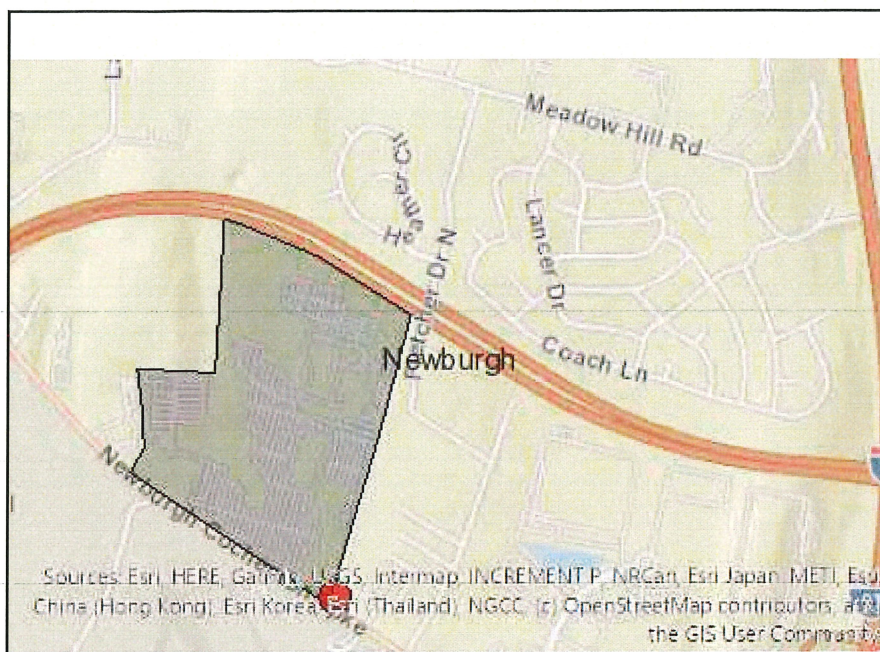 Meadow Hill Rd
Lancer Dr
Newburgh
Coach Ln
Sources: Esri, HERE, Garmin, USGS, Intermap, INCREMENT P, NRCan, Esri Japan, METI, Esri
China (Hong Kong), Esri Korea, Esri (Thailand), NGCC, (c) OpenStreetMap contributors, and
the GIS User Community